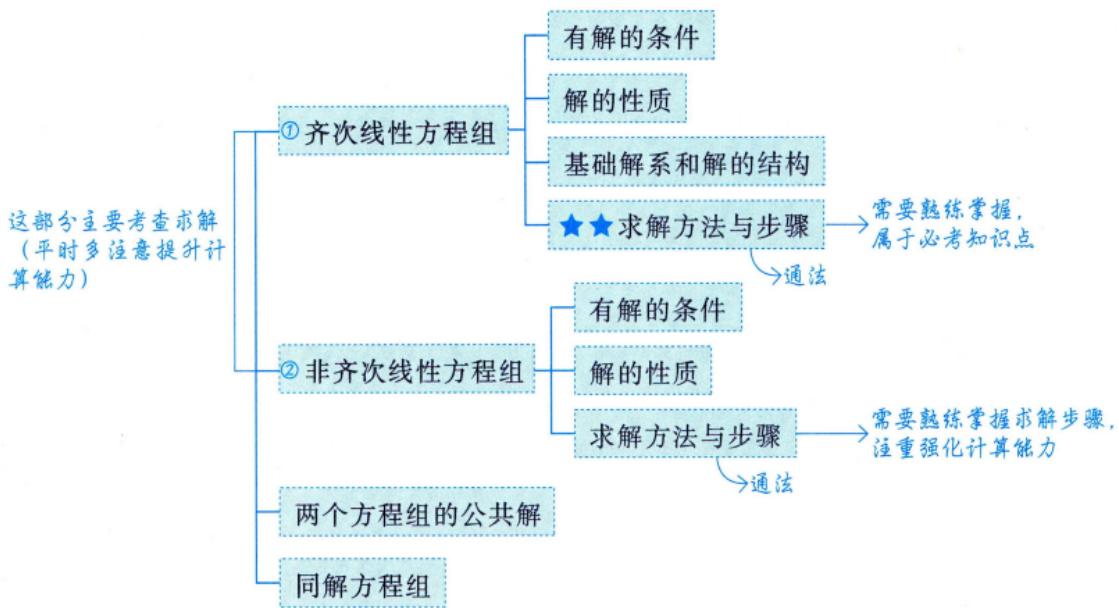 有解的条件
解的性质
①齐次线性方程组
基础解系和解的结构
★★求解方法与步骤
需要熟练掌握,
属于必考知识点
通法
这部分主要考查求解
(平时多注意提升计
算能力)
有解的条件
②非齐次线性方程组
解的性质
求解方法与步骤
需要熟练掌握求解步骤,
注重强化计算能力
通法
两个方程组的公共解
同解方程组